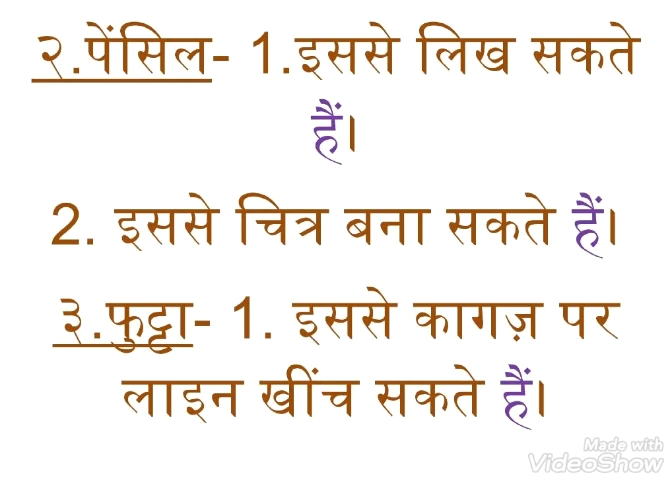 २.पेंसिल- 1.इससे लिख सकते
हैं।
2. इससे चित्र बना सकते हैं।
३.फुट्टा- 1. इससे कागज़ पर
लाइन खींच सकते हैं।
Made with
VideoShow